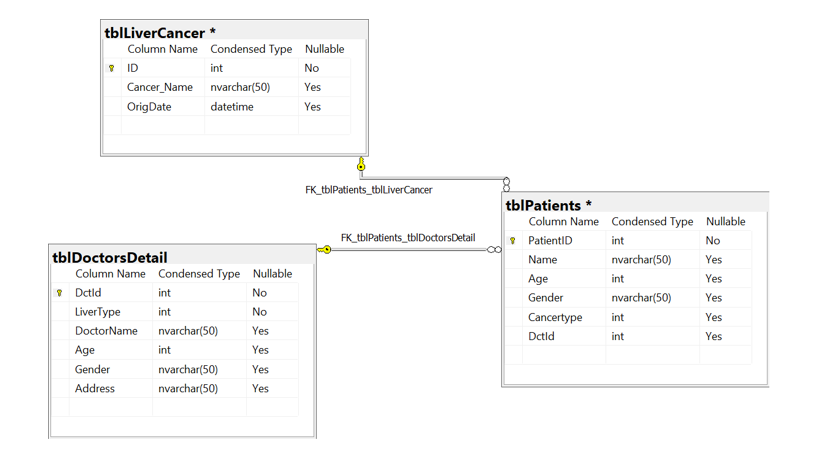 tblLiverCancer *
Column Name Condensed Type Nullable
ID int No
Cancer_Name nvarchar(50) Yes
OrigDate datetime Yes
FK_tblPatients_tblLiverCancer
tblPatients *
Column Name Condensed Type Nullable
PatientID int No
Name nvarchar(50) Yes
Age int Yes
Gender nvarchar(50) Yes
Cancertype int Yes
DctId int Yes
FK_tblPatients_tblDoctorsDetail
tblDoctorsDetail
Column Name Condensed Type Nullable
DctId int No
LiverType int No
DoctorName nvarchar(50) Yes
Age int Yes
Gender nvarchar(50) Yes
Address nvarchar(50) Yes